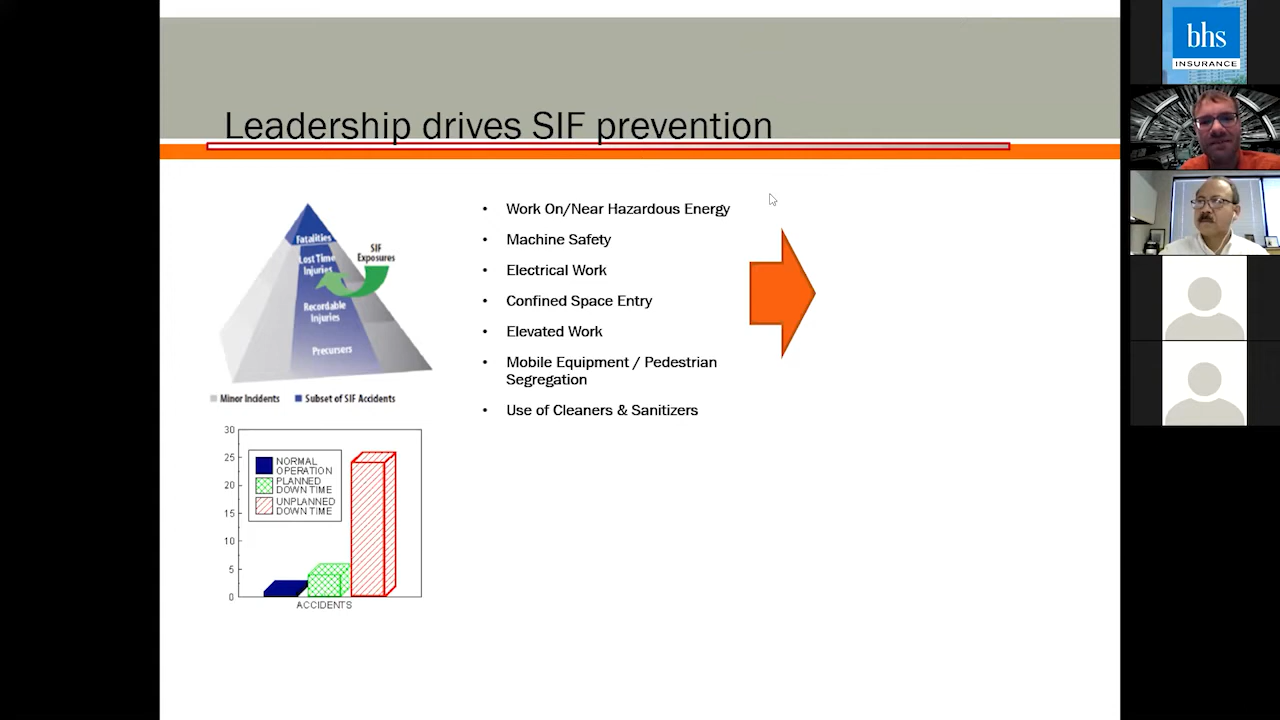 Leadership drives SIF prevention
Fatalities
Lost Time
Injuries
SIF
Exposures
Recordable
Injuries
Precursers
Minor Incidents
Subset of SIF Accidents
• Work On/Near Hazardous Energy
• Machine Safety
• Electrical Work
• Confined Space Entry
• Elevated Work
• Mobile Equipment / Pedestrian
Segregation
• Use of Cleaners & Sanitizers
30
25
20
15
10
5
0
NORMAL
OPERATION
PLANNED
DOWN TIME
UNPLANNED
DOWN TIME
ACCIDENTS
bhs
INSURANCE